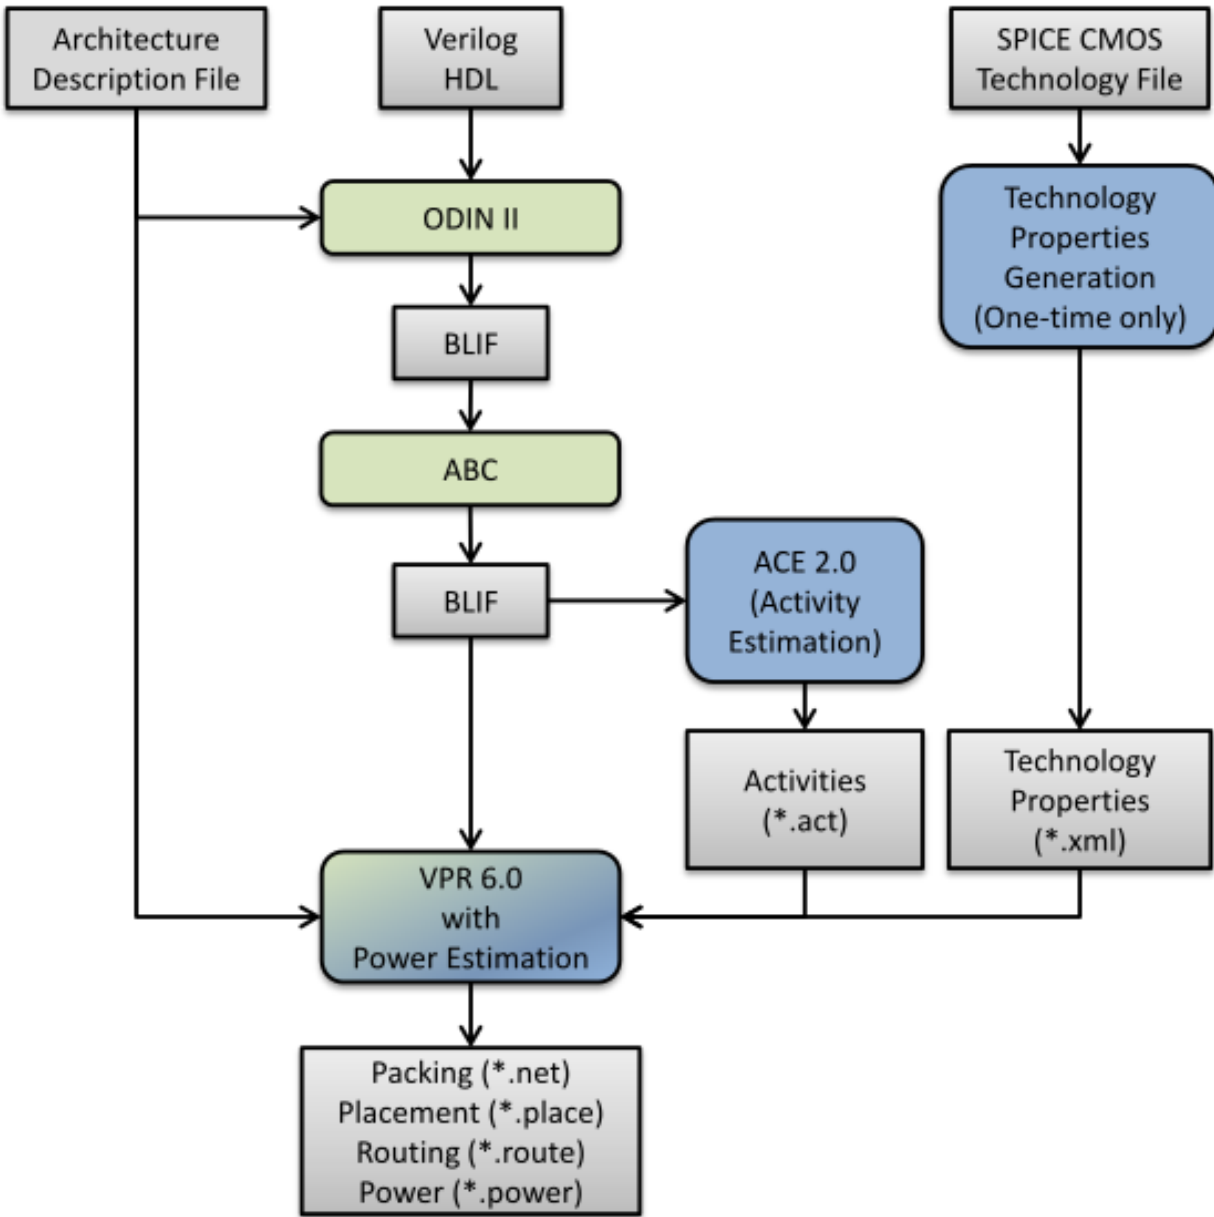 Architecture
Description File
Verilog
HDL
SPICE CMOS
Technology File
ODIN II
Technology
Properties
Generation
(One-time only)
BLIF
ABC
BLIF
ACE 2.0
(Activity
Estimation)
Activities
(*.act)
Technology
Properties
(*.xml)
VPR 6.0
with
Power Estimation
Packing (*.net)
Placement (*.place)
Routing (*.route)
Power (*.power)